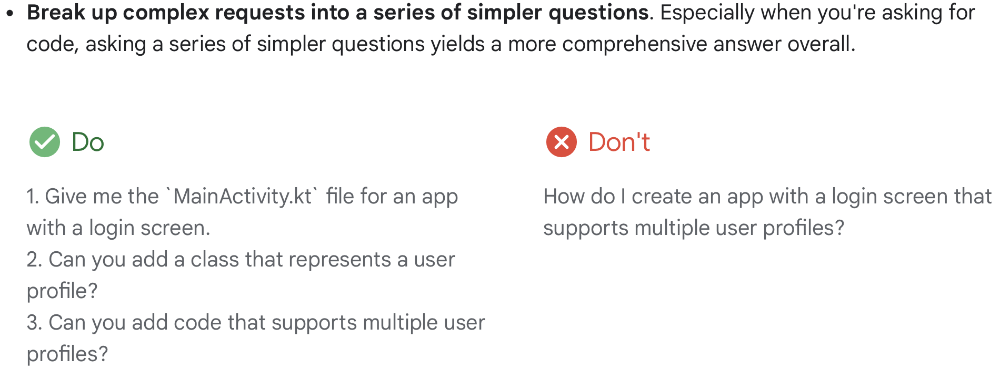 • Break up complex requests into a series of simpler questions. Especially when you're asking for
code, asking a series of simpler questions yields a more comprehensive answer overall.
Do
1. Give me the `MainActivity.kt` file for an app
with a login screen.
2. Can you add a class that represents a user
profile?
3. Can you add code that supports multiple user
profiles?
Don't
How do I create an app with a login screen that
supports multiple user profiles?